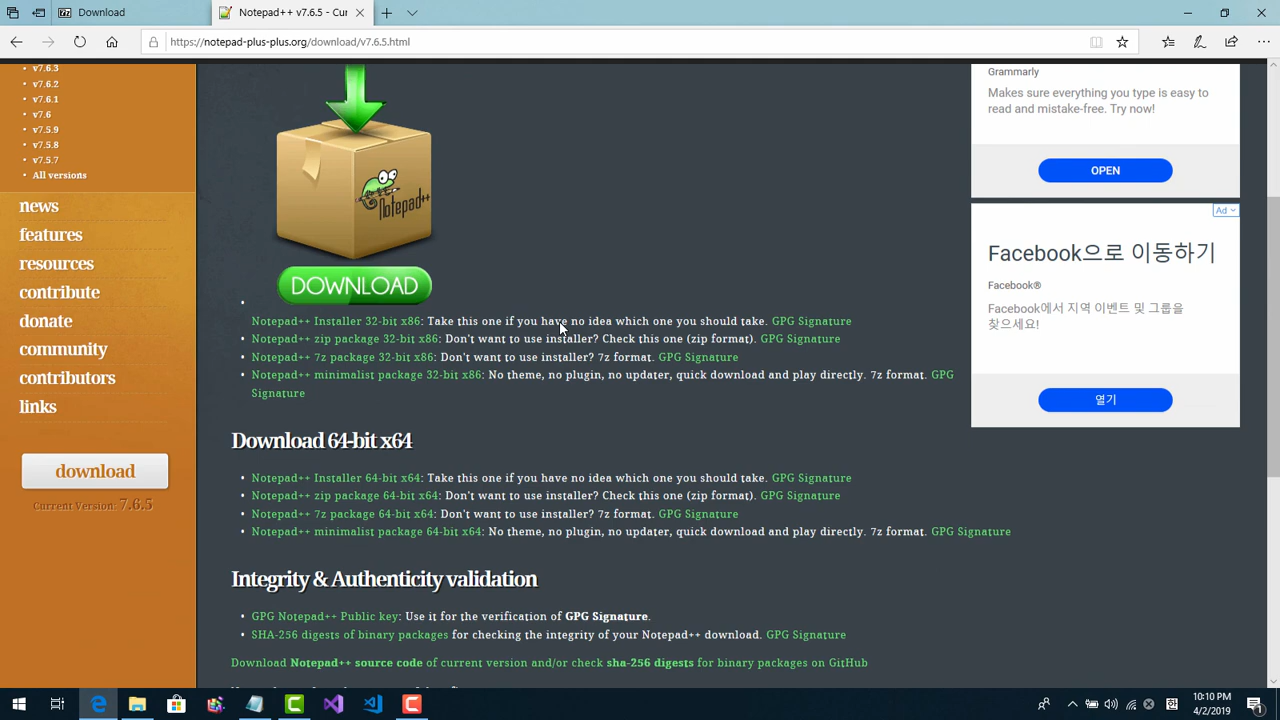 Download
Notepad++ v7.6.5 - Cu
https://notepad-plus-plus.org/download/v7.6.5.html
v7.6.3
v7.6.2
v7.6.1
v7.6
v7.5.9
v7.5.8
v7.5.7
All versions
news
features
resources
contribute
donate
community
contributors
links
download
Current Version: 7.6.5
Notepad++
DOWNLOAD
Notepad++ Installer 32-bit x86: Take this one if you have no idea which one you should take. GPG Signature
Notepad++ zip package 32-bit x86: Don't want to use installer? Check this one (zip format). GPG Signature
Notepad++ 7z package 32-bit x86: Don't want to use installer? 7z format. GPG Signature
Notepad++ minimalist package 32-bit x86: No theme, no plugin, no updater, quick download and play directly. 7z format. GPG
Signature
Download 64-bit x64
Notepad++ Installer 64-bit x64: Take this one if you have no idea which one you should take. GPG Signature
Notepad++ zip package 64-bit x64: Don't want to use installer? Check this one (zip format). GPG Signature
Notepad++ 7z package 64-bit x64: Don't want to use installer? 7z format. GPG Signature
Notepad++ minimalist package 64-bit x64: No theme, no plugin, no updater, quick download and play directly. 7z format. GPG Signature
Integrity & Authenticity validation
GPG Notepad++ Public key: Use it for the verification of GPG Signature.
SHA-256 digests of binary packages for checking the integrity of your Notepad++ download. GPG Signature
Download Notepad++ source code of current version and/or check sha-256 digests for binary packages on GitHub
Grammarly
Makes sure everything you type is easy to
read and mistake-free. Try now!
OPEN
Ad
Facebook으로 이동하기
Facebook®
Facebook에서 지역 이벤트 및 그룹을
찾으세요!
열기
한
10:10 PM
4/2/2019